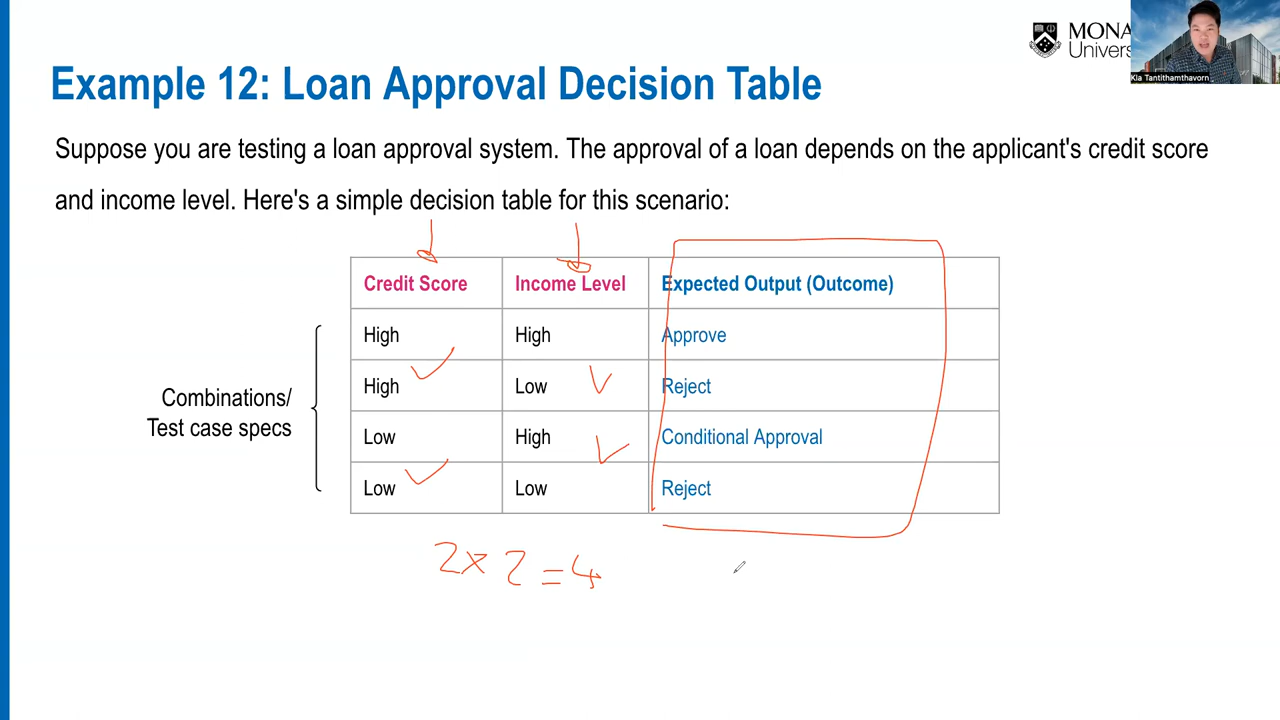 MONA
Univers
Kla Tantithamthavorn
Example 12: Loan Approval Decision Table
Suppose you are testing a loan approval system. The approval of a loan depends on the applicant's credit score
and income level. Here's a simple decision table for this scenario:
Credit Score Income Level Expected Output (Outcome)
High High Approve
High Low Reject
Combinations/
Test case specs
Low High Conditional Approval
Low Low Reject
2 x 2 = 4